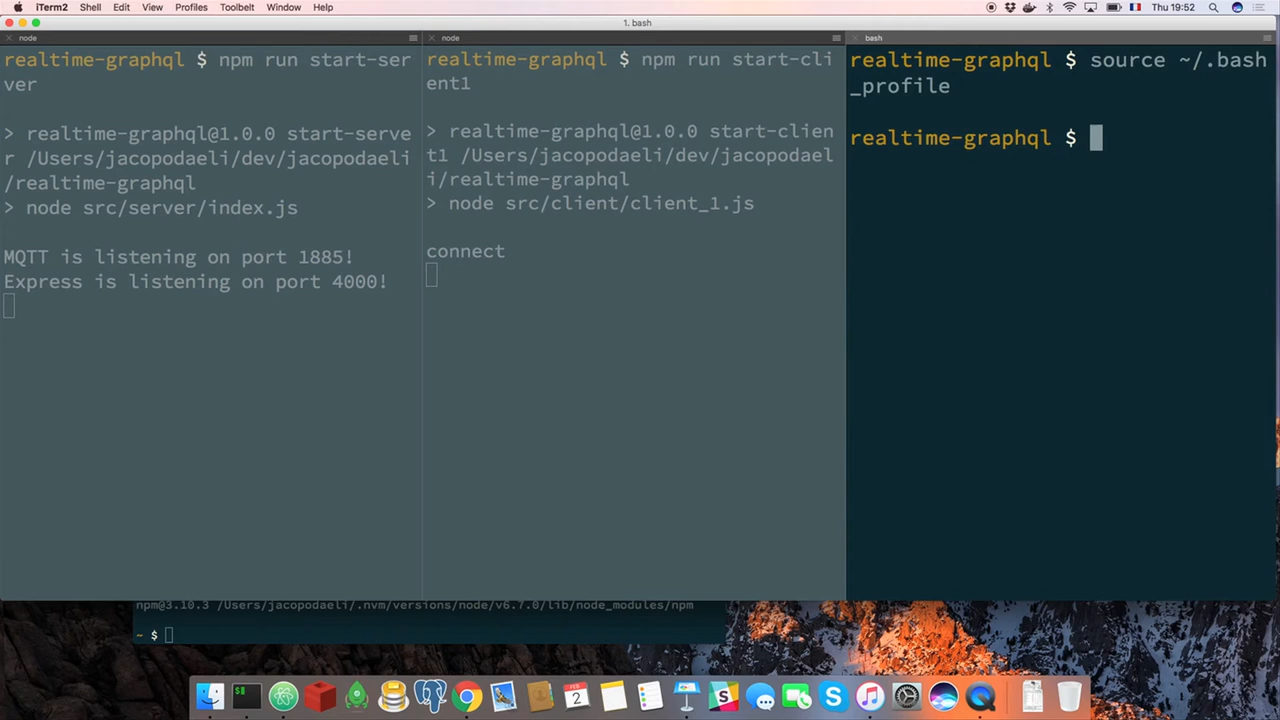 iTerm2 Shell Edit View Profiles Toolbelt Window Help Thu 19:52
1. bash
node
realtime-graphql $ npm run start-ser
ver
> realtime-graphql@1.0.0 start-serve
r /Users/jacopodaeli/dev/jacopodaeli
/realtime-graphql
> node src/server/index.js
MQTT is listening on port 1885!
Express is listening on port 4000!
node
realtime-graphql $ npm run start-cli
ent1
> realtime-graphql@1.0.0 start-clien
t1 /Users/jacopodaeli/dev/jacopodael
i/realtime-graphql
> node src/client/client_1.js
connect
bash
realtime-graphql $ source ~/.bash
_profile
realtime-graphql $
npm@3.10.3 /Users/jacopodaeli/.nvm/versions/node/v6.7.0/lib/node_modules/npm
~ $
FEB
2